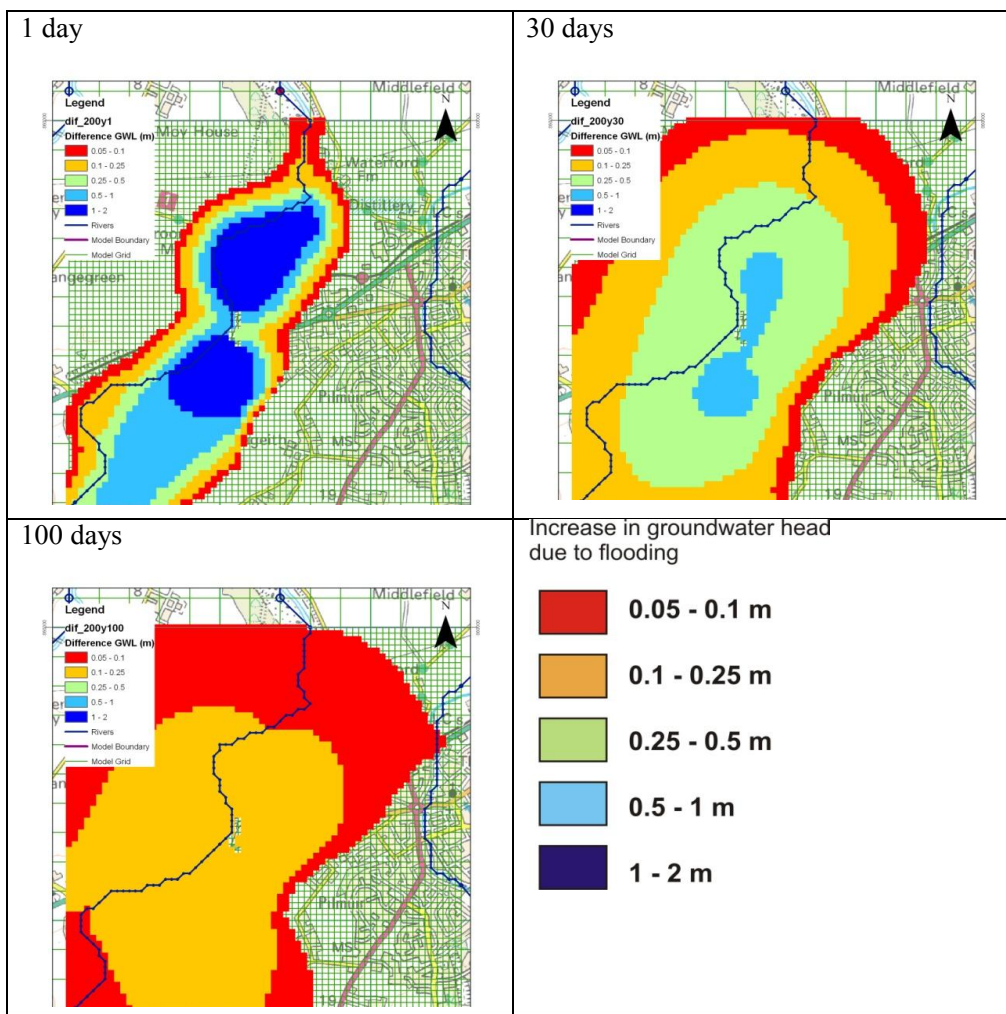 1 day
Middlefield
Legend
dif_200y1
Difference GWL (m)
0.05 - 0.1
0.1 - 0.25
0.25 - 0.5
0.5 - 1
1 - 2
Rivers
Model Boundary
Model Grid
N
Moy House
Waterford
Fm
Distillery
angegreen
Pilmuir
MS
19
30 days
Middlefield
Legend
dif_200y30
Difference GWL (m)
0.05 - 0.1
0.1 - 0.25
0.25 - 0.5
0.5 - 1
1 - 2
Rivers
Model Boundary
Model Grid
N
Pilmuir
MS
19
100 days
Middlefield
Legend
dif_200y100
Difference GWL (m)
0.05 - 0.1
0.1 - 0.25
0.25 - 0.5
0.5 - 1
1 - 2
Rivers
Model Boundary
Model Grid
N
Pilmuir
MS
19
Increase in groundwater head
due to flooding
0.05 - 0.1 m
0.1 - 0.25 m
0.25 - 0.5 m
0.5 - 1 m
1 - 2 m